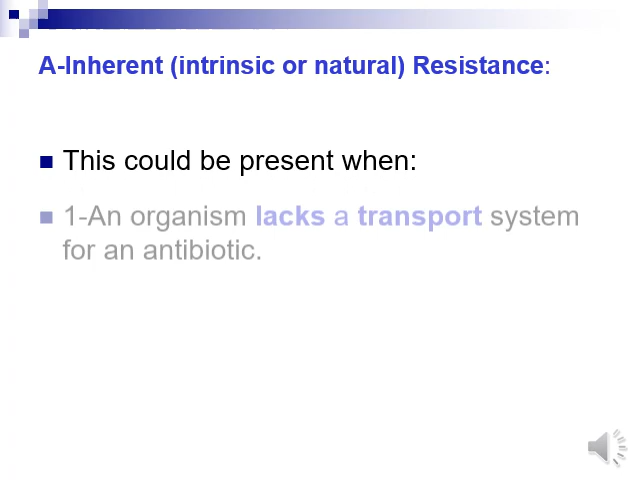 A-Inherent (intrinsic or natural) Resistance:
This could be present when:
1-An organism lacks a transport system
for an antibiotic.